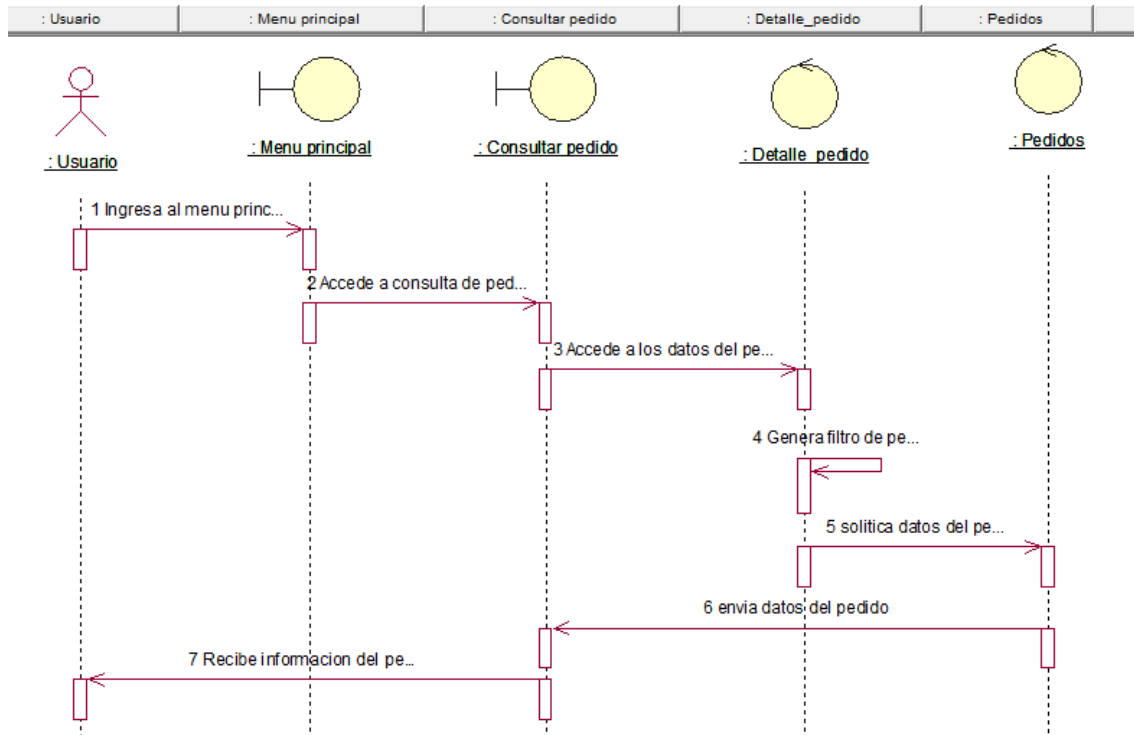 : Usuario
: Menu principal
: Consultar pedido
: Detalle_pedido
: Pedidos
: Usuario
: Menu principal
: Consultar pedido
: Detalle_pedido
: Pedidos
1 Ingresa al menu princ...
2 Accede a consulta de ped...
3 Accede a los datos del pe...
4 Genera filtro de pe...
5 solitica datos del pe...
6 envia datos del pedido
7 Recibe informacion del pe...